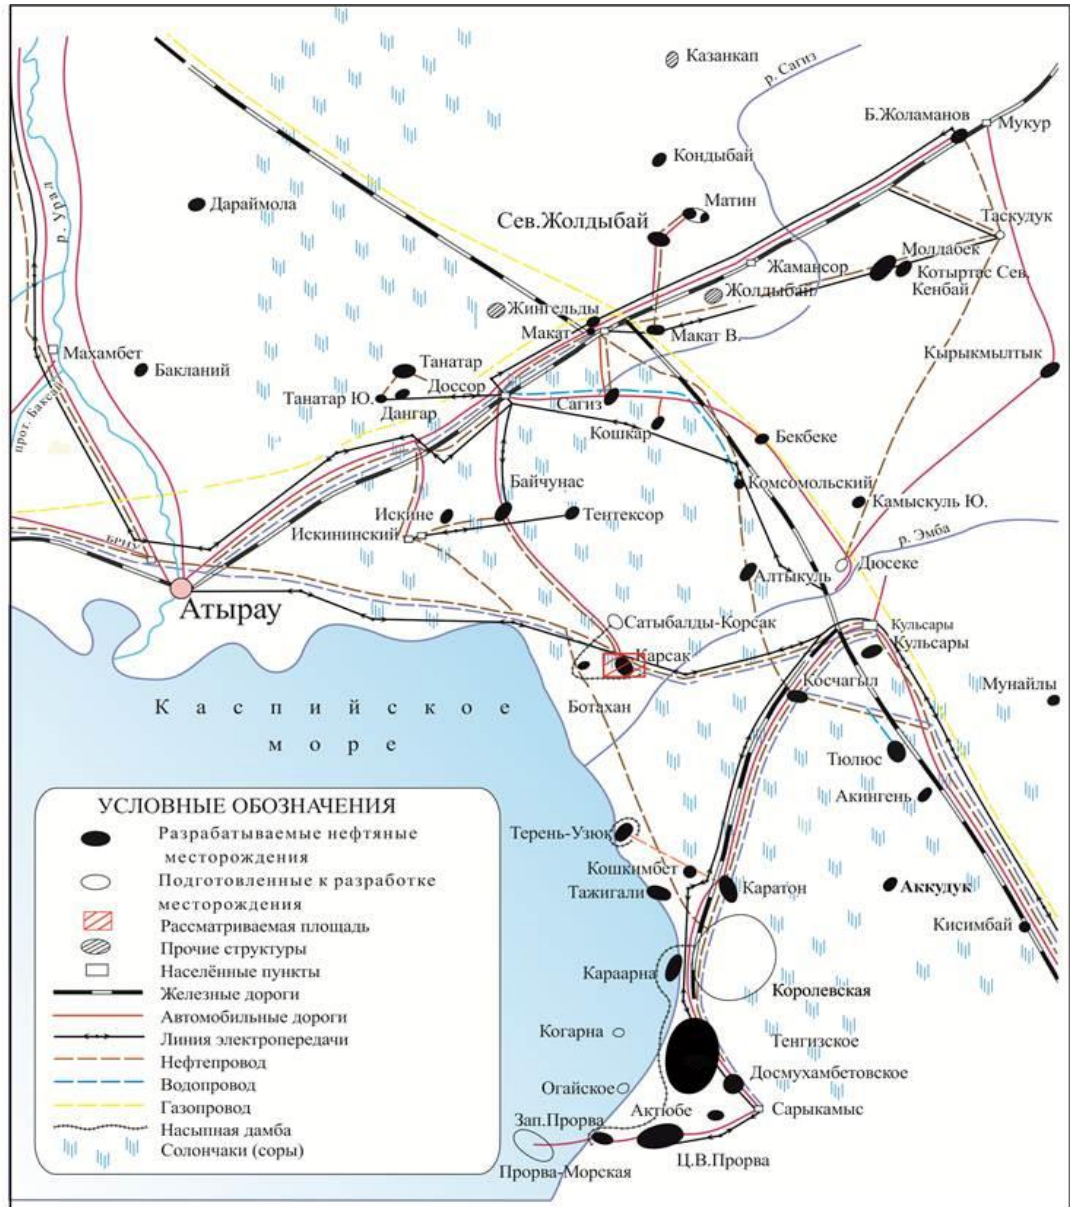 Казанкап
р. Сагиз
Б.Жоламанов
Мукур
Кондыбай
р. Урал
Дараймола
Матин
Сев.Жолдыбай
Таскудук
Молдабек
Жамансор
Котыртас Сев.
Кенбай
Жолдыбай
Жингельды
Макат
Макат В.
Махамбет
Бакланий
Танатар
Кырыкмылтык
Доссор
Танатар Ю.
Дангар
Сагиз
прот. Баксай
Кошкар
Бекбеке
Байчунас
Комсомольский
Камыскуль Ю.
Искине
Тентексор
Искининский
р. Эмба
Дюсеке
Алтыкуль
Атырау
Сатыбалды-Корсак
Кульсары
Кульсары
Карсак
Косчагыл
Мунайлы
Ботахан
Каспийское
море
Тюлюс
Акингень
УСЛОВНЫЕ ОБОЗНАЧЕНИЯ
Разрабатываемые нефтяные
месторождения
Подготовленные к разработке
месторождения
Рассматриваемая площадь
Прочие структуры
Населённые пункты
Железные дороги
Автомобильные дороги
Линия электропередачи
Нефтепровод
Водопровод
Газопровод
Насыпная дамба
Солончаки (соры)
Терень-Узюк
Кошкимбет
Тажигали
Каратон
Аккудук
Кисимбай
Караарна
Королевская
Когарна
Тенгизское
Досмухамбетовское
Огайское
Актюбе
Сарыкамыс
Зап.Прорва
Ц.В.Прорва
Прорва-Морская